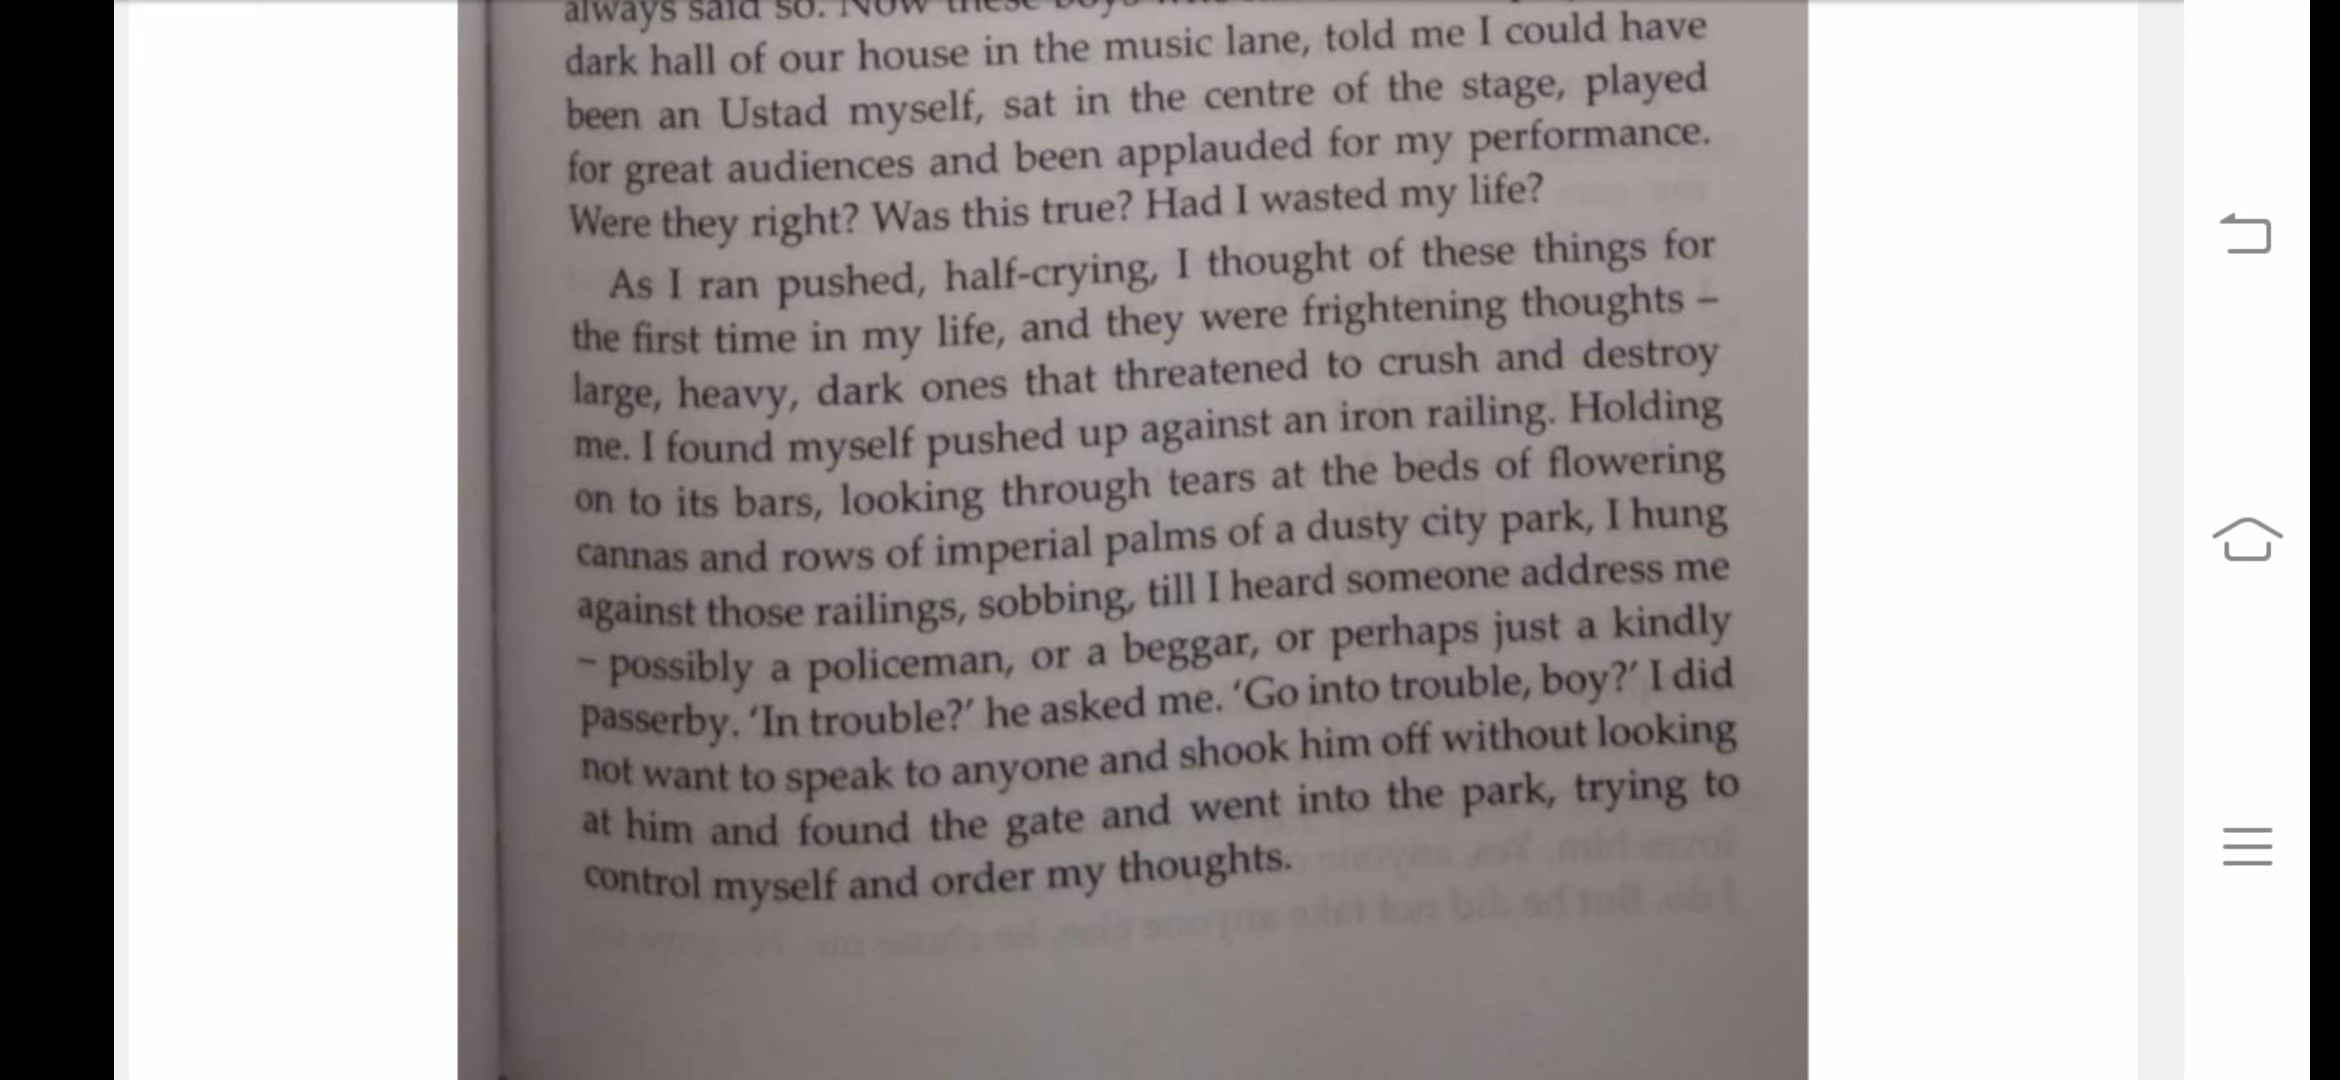 always said so. Now these boys
dark hall of our house in the music lane, told me I could have
been an Ustad myself, sat in the centre of the stage, played
for great audiences and been applauded for my performance.
Were they right? Was this true? Had I wasted my life?
As I ran pushed, half-crying, I thought of these things for
the first time in my life, and they were frightening thoughts –
large, heavy, dark ones that threatened to crush and destroy
me. I found myself pushed up against an iron railing. Holding
on to its bars, looking through tears at the beds of flowering
cannas and rows of imperial palms of a dusty city park, I hung
against those railings, sobbing, till I heard someone address me
– possibly a policeman, or a beggar, or perhaps just a kindly
passerby. ‘In trouble?’ he asked me. ‘Go into trouble, boy?’ I did
not want to speak to anyone and shook him off without looking
at him and found the gate and went into the park, trying to
control myself and order my thoughts.